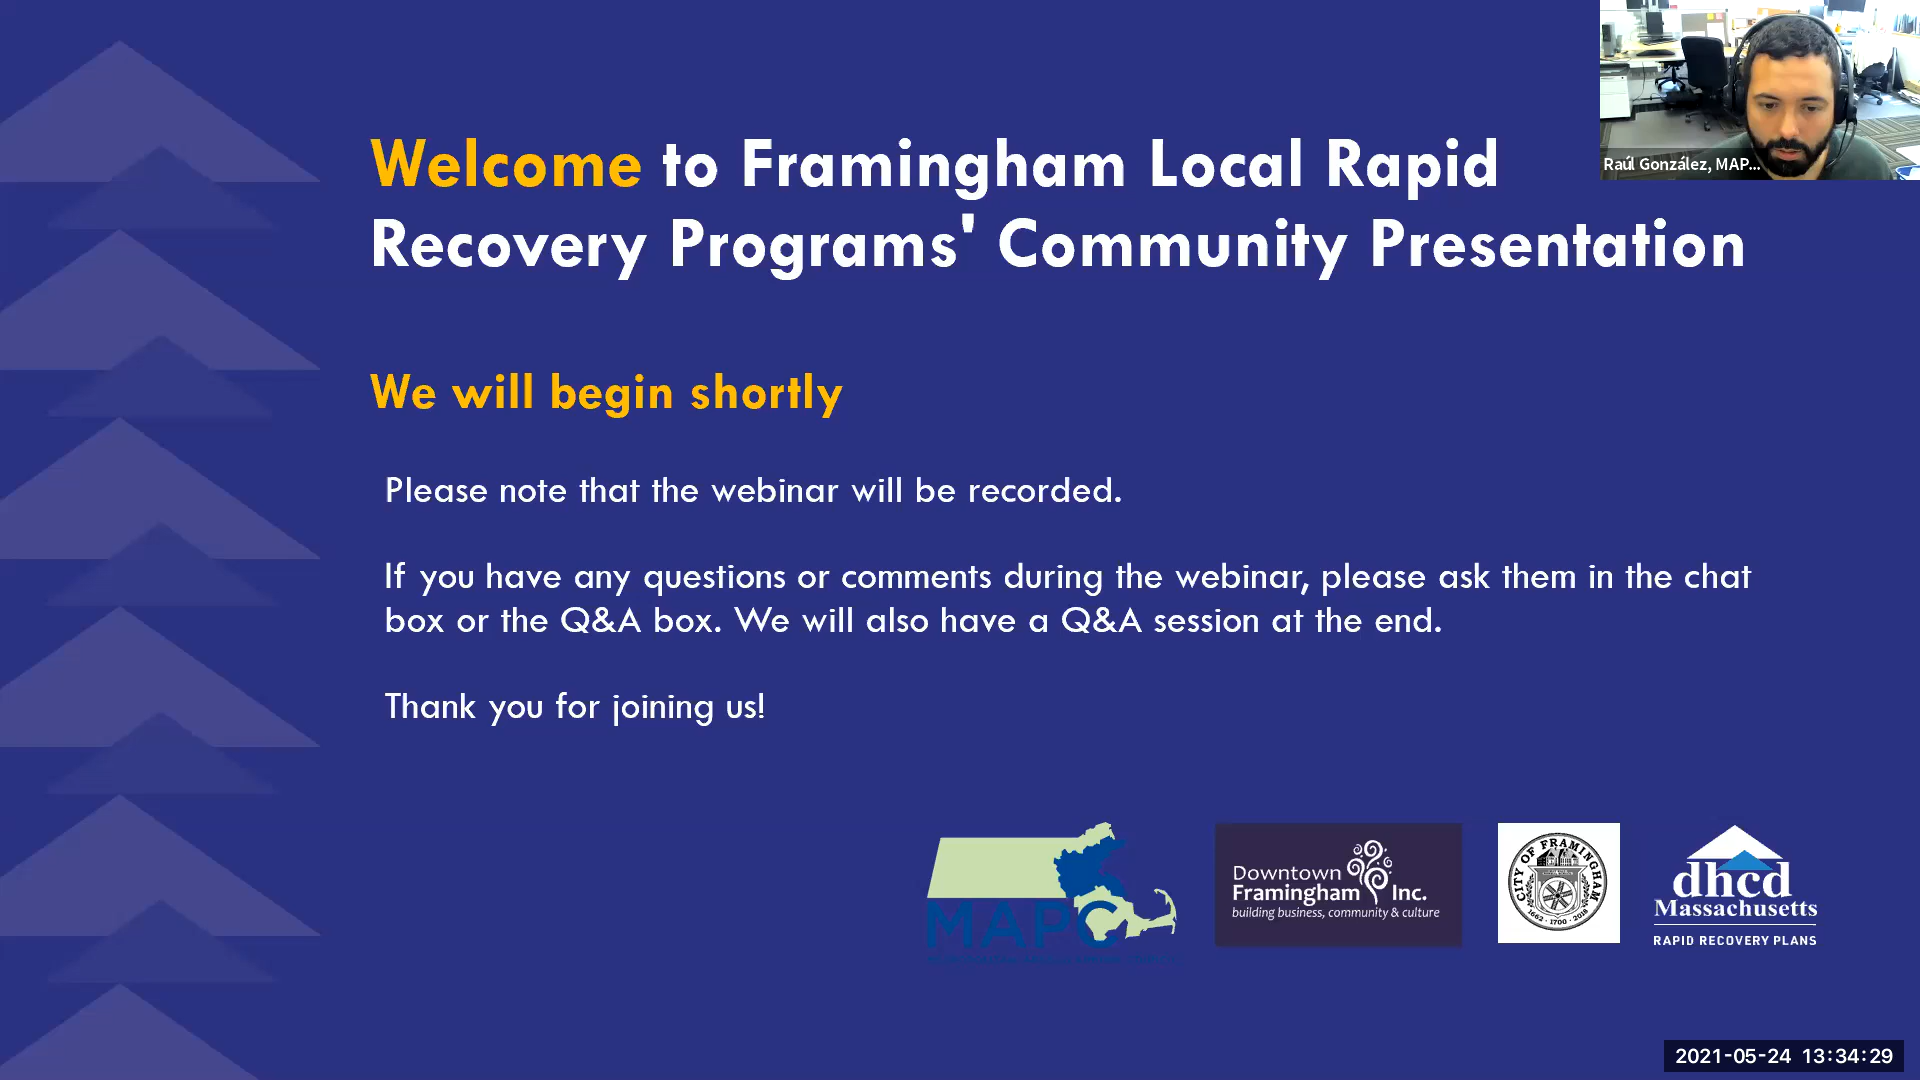 Welcome to Framingham Local Rapid
Recovery Programs' Community Presentation
Raúl González, MAP...
We will begin shortly
Please note that the webinar will be recorded.
If you have any questions or comments during the webinar, please ask them in the chat
box or the Q&A box. We will also have a Q&A session at the end.
Thank you for joining us!
MAPC
Downtown
Framingham Inc.
building business, community & culture
CITY OF FRAMINGHAM
1662 · 1700 · 2018
dhcd
Massachusetts
RAPID RECOVERY PLANS
2021-05-24 13:34:29